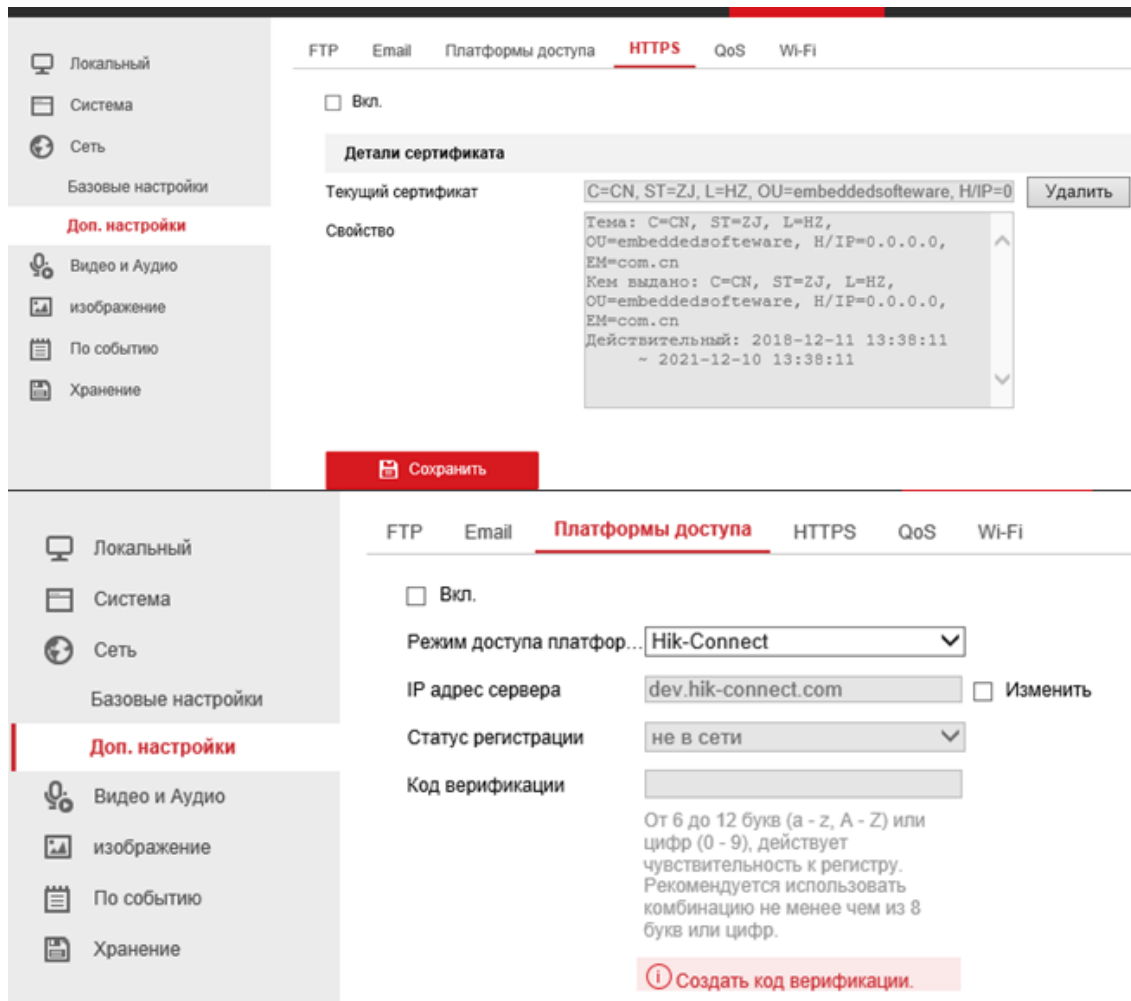 FTP Email Платформы доступа HTTPS QoS Wi-Fi
Локальный
Вкл.
Система
Сеть
Детали сертификата
Базовые настройки
Текущий сертификат C=CN, ST=ZJ, L=HZ, OU=embeddedsofteware, H/IP=0 Удалить
Доп. настройки
Свойство
Тема: C=CN, ST=ZJ, L=HZ,
OU=embeddedsofteware, H/IP=0.0.0.0,
EM=com.cn
Кем выдано: C=CN, ST=ZJ, L=HZ,
OU=embeddedsofteware, H/IP=0.0.0.0,
EM=com.cn
Действительный: 2018-12-11 13:38:11
~ 2021-12-10 13:38:11
Видео и Аудио
изображение
По событию
Хранение
Сохранить
FTP Email Платформы доступа HTTPS QoS Wi-Fi
Локальный
Вкл.
Система
Режим доступа платфор... Hik-Connect
Сеть
IP адрес сервера dev.hik-connect.com Изменить
Базовые настройки
Статус регистрации не в сети
Доп. настройки
Код верификации
Видео и Аудио
От 6 до 12 букв (a - z, A - Z) или
цифр (0 - 9), действует
чувствительность к регистру.
Рекомендуется использовать
комбинацию не менее чем из 8
букв или цифр.
изображение
По событию
Хранение
Создать код верификации.